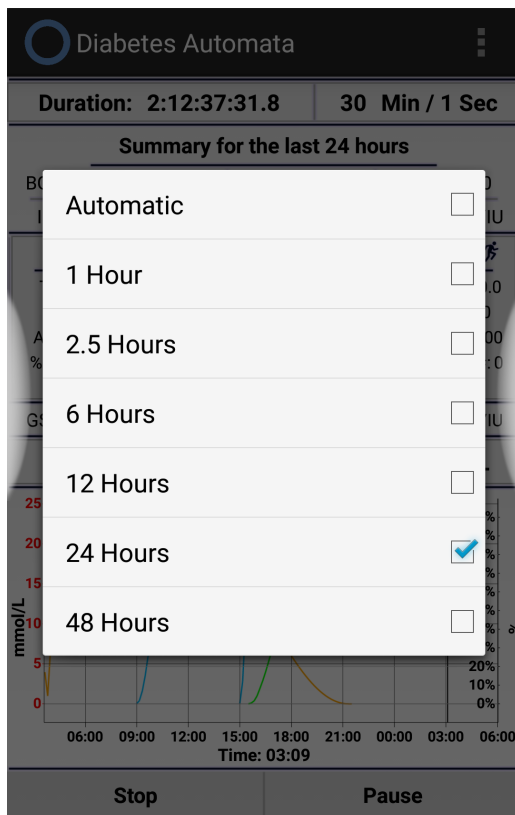 Diabetes Automata
Duration: 2:12:37:31.8 30 Min / 1 Sec
Summary for the last 24 hours
Automatic
1 Hour
2.5 Hours
6 Hours
12 Hours
24 Hours
48 Hours
25
20
15
10
5
0
mmol/L
20%
10%
0%
%
06:00 09:00 12:00 15:00 18:00 21:00 00:00 03:00 06:00
Time: 03:09
Stop Pause